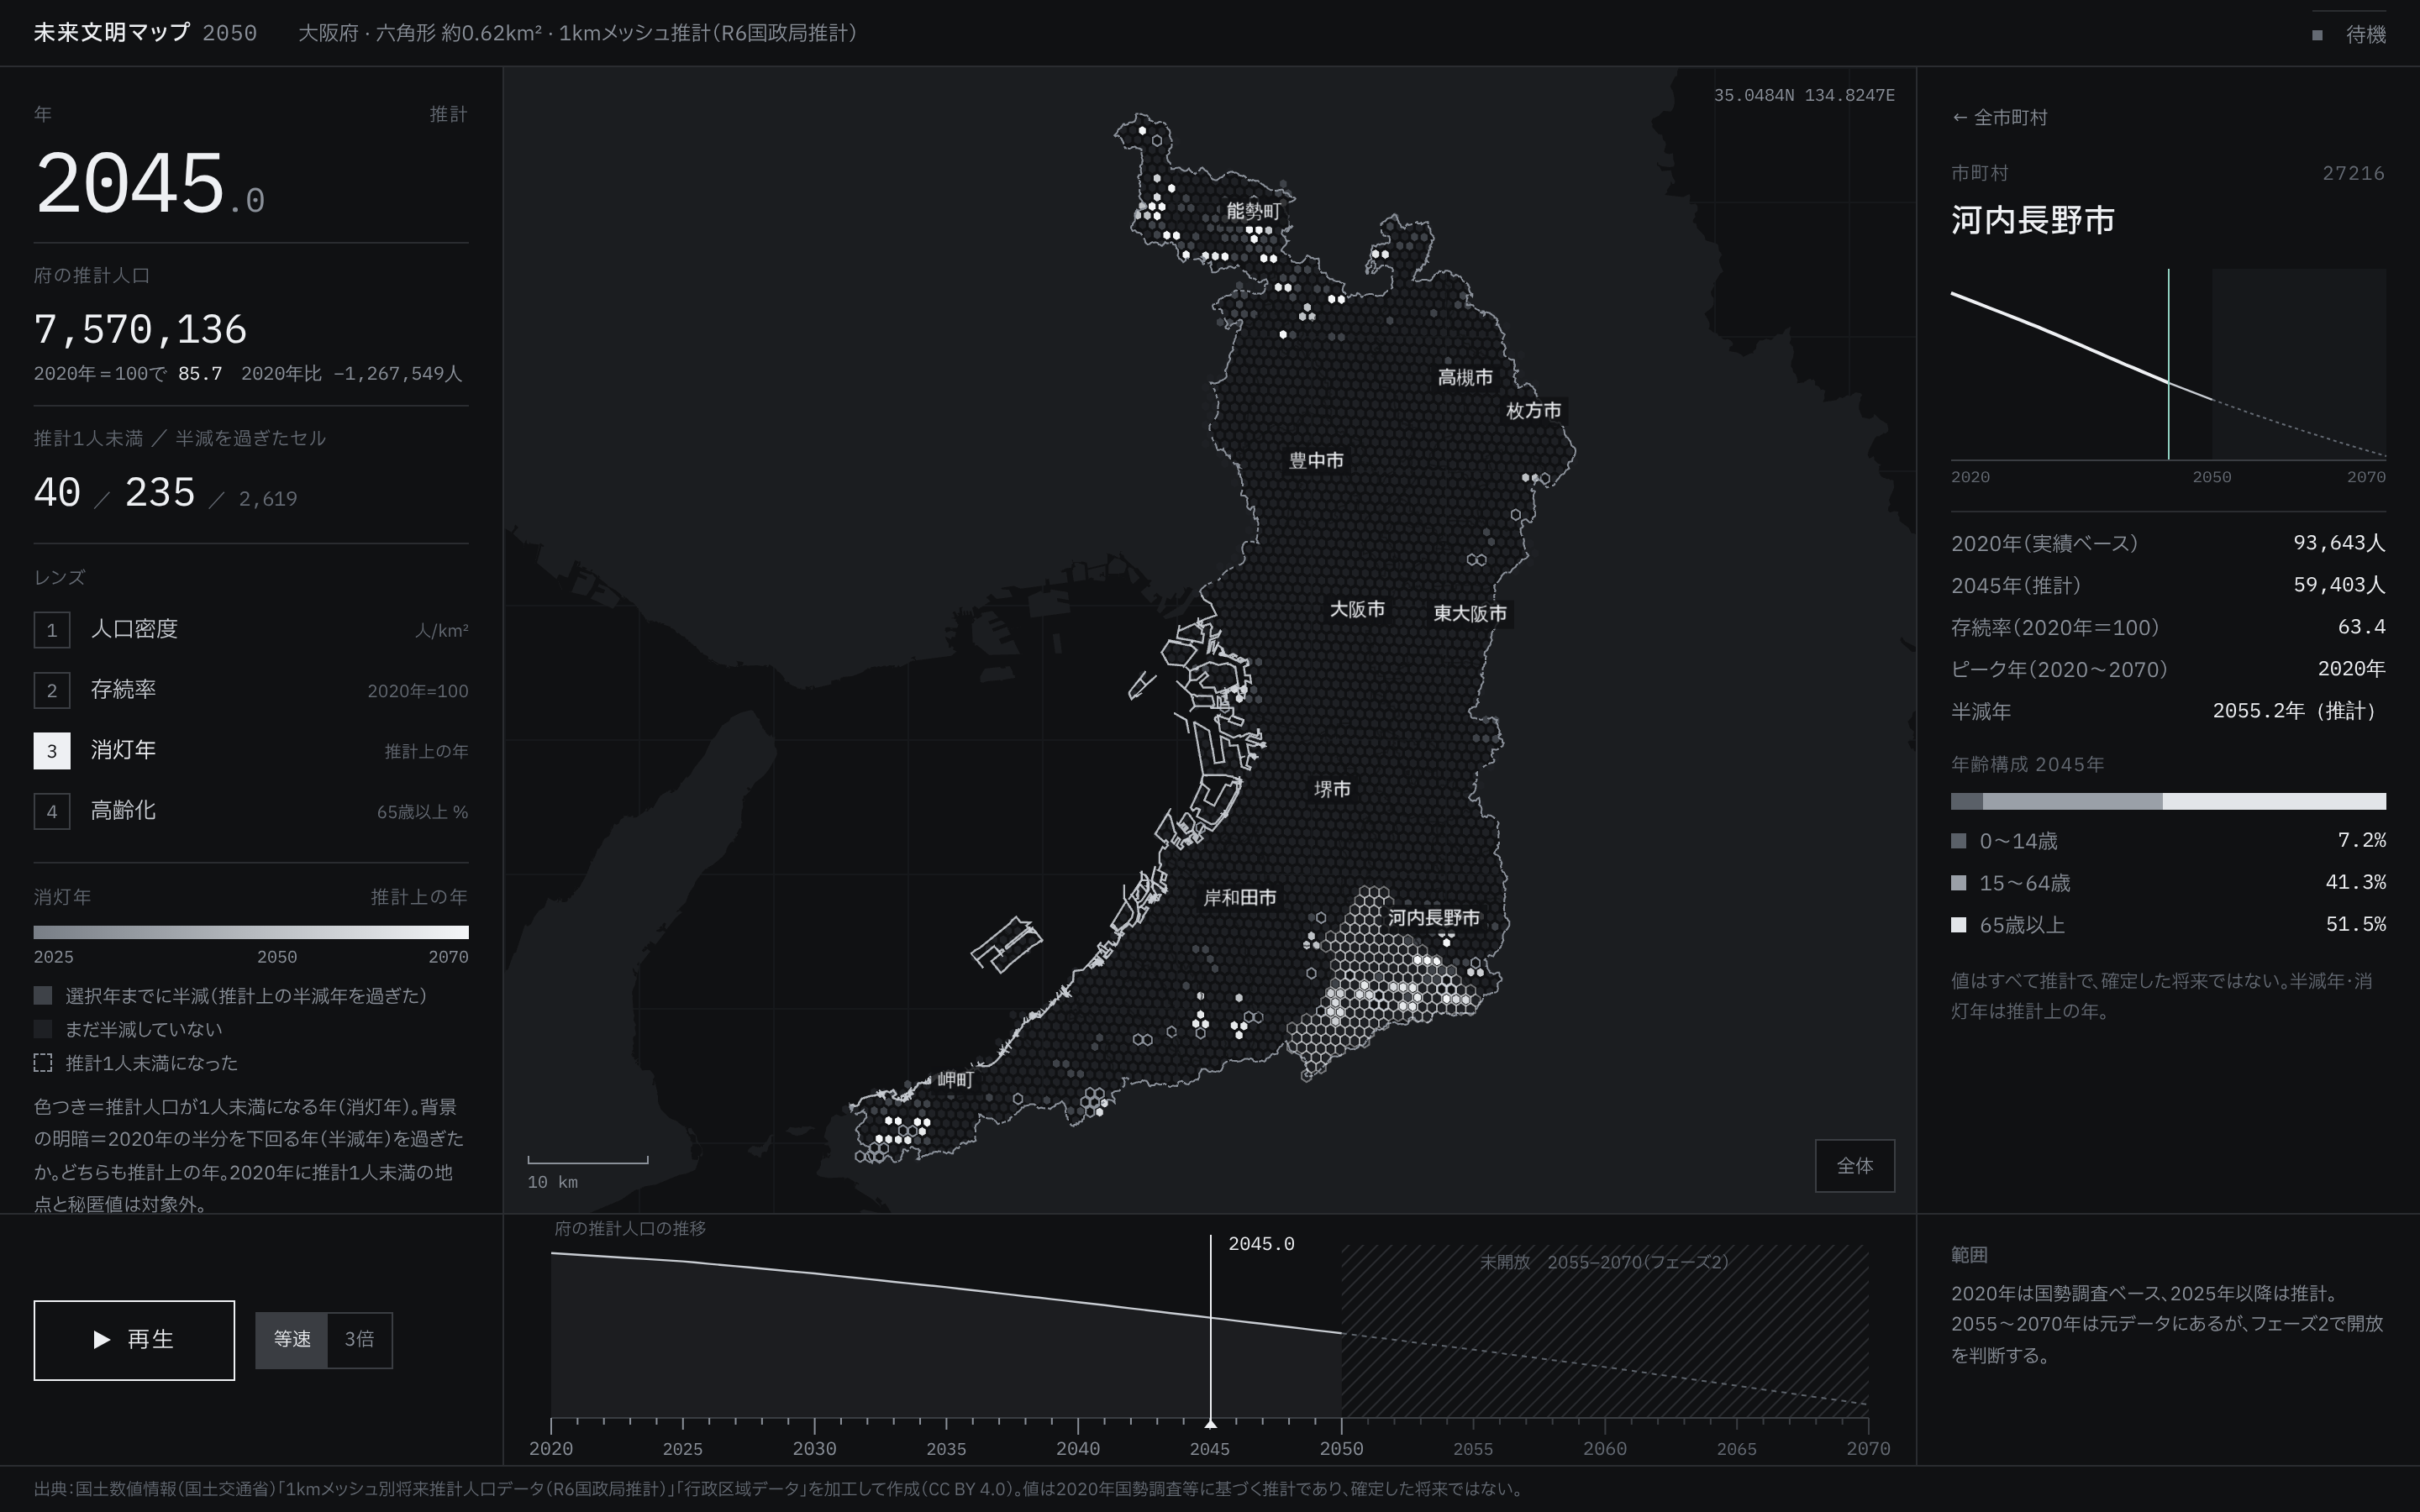 未来文明マップ 2050
大阪府 · 六角形 約0.62km² · 1kmメッシュ推計(R6国政局推計)
待機
年
推計
2045.0
府の推計人口
7,570,136
2020年=100で 85.7 2020年比 −1,267,549人
推計1人未満 / 半減を過ぎたセル
40 / 235 / 2,619
レンズ
1 人口密度 人/km²
2 存続率 2020年=100
3 消灯年 推計上の年
4 高齢化 65歳以上 %
消灯年 推計上の年
2025 2050 2070
選択年までに半減(推計上の半減年を過ぎた)
まだ半減していない
推計1人未満になった
色つき=推計人口が1人未満になる年(消灯年)。背景
の明暗=2020年の半分を下回る年(半減年)を過ぎた
か。どちらも推計上の年。2020年に推計1人未満の地
点と秘匿値は対象外。
35.0484N 134.8247E
能勢町
高槻市
枚方市
豊中市
大阪市
東大阪市
堺市
岸和田市
河内長野市
岬町
10 km
全体
← 全市町村
市町村 27216
河内長野市
2020 2050 2070
2020年(実績ベース) 93,643人
2045年(推計) 59,403人
存続率(2020年=100) 63.4
ピーク年(2020～2070) 2020年
半減年 2055.2年(推計)
年齢構成 2045年
0～14歳 7.2%
15～64歳 41.3%
65歳以上 51.5%
値はすべて推計で、確定した将来ではない。半減年·消
灯年は推計上の年。
▶ 再生
等速
3倍
府の推計人口の推移
2045.0
未開放 2055–2070(フェーズ2)
2020 2025 2030 2035 2040 2045 2050 2055 2060 2065 2070
範囲
2020年は国勢調査ベース、2025年以降は推計。
2055～2070年は元データにあるが、フェーズ2で開放
を判断する。
出典:国土数値情報(国土交通省)「1kmメッシュ別将来推計人口データ(R6国政局推計)」「行政区域データ」を加工して作成(CC BY 4.0)。値は2020年国勢調査等に基づく推計であり、確定した将来ではない。